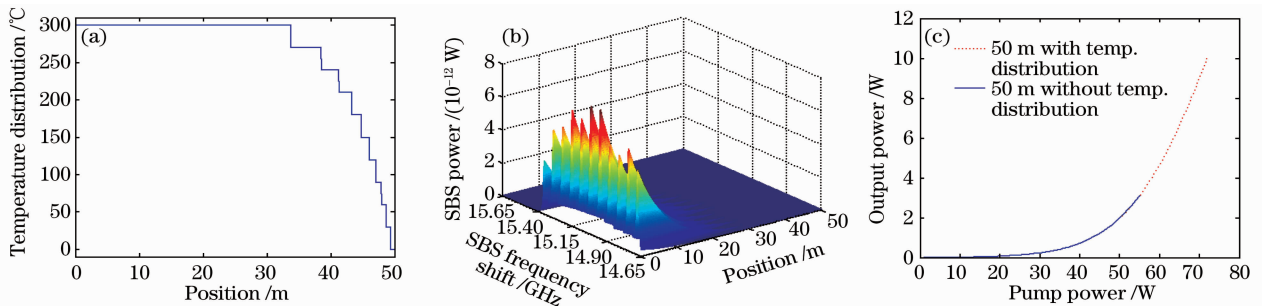 (a)
Temperature distribution /℃
300
250
200
150
100
50
0
0 10 20 30 40 50
Position /m
(b)
SBS power /(10⁻¹² W)
8
6
4
2
0
15.65
15.40
15.15
14.90
14.65
SBS frequency
shift /GHz
0
10
20
30
40
50
Position /m
(c)
Output power /W
12
10
8
6
4
2
0
50 m with temp.
distribution
50 m without temp.
distribution
0 10 20 30 40 50 60 70 80
Pump power /W